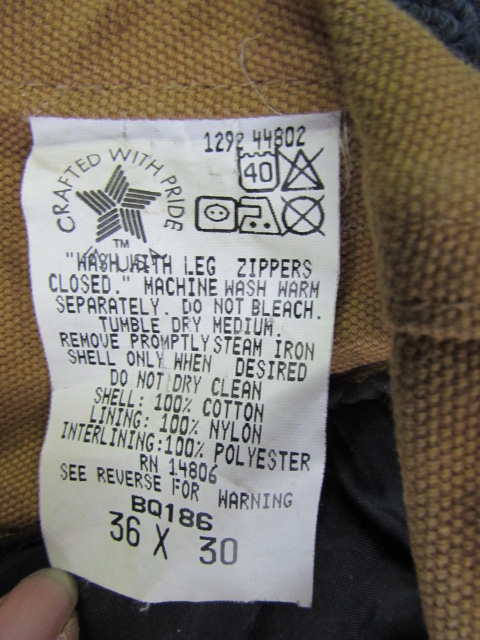 1292 44802
CRAFTED WITH PRIDE
TM
40
"WASH WITH LEG ZIPPERS
CLOSED." MACHINE WASH WARM
SEPARATELY. DO NOT BLEACH.
TUMBLE DRY MEDIUM.
REMOVE PROMPTLY STEAM IRON
SHELL ONLY WHEN DESIRED
DO NOT DRY CLEAN
SHELL: 100% COTTON
LINING: 100% NYLON
INTERLINING:100% POLYESTER
RN 14806
SEE REVERSE FOR WARNING
BQ186
36 X 30